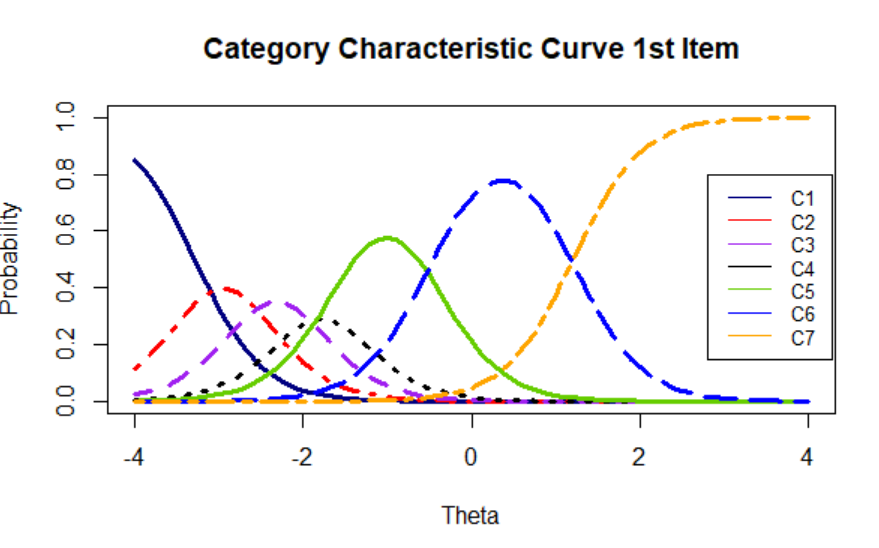 Category Characteristic Curve 1st Item
Probability
1.0
0.8
0.6
0.4
0.2
0.0
C1
C2
C3
C4
C5
C6
C7
-4 -2 0 2 4
Theta